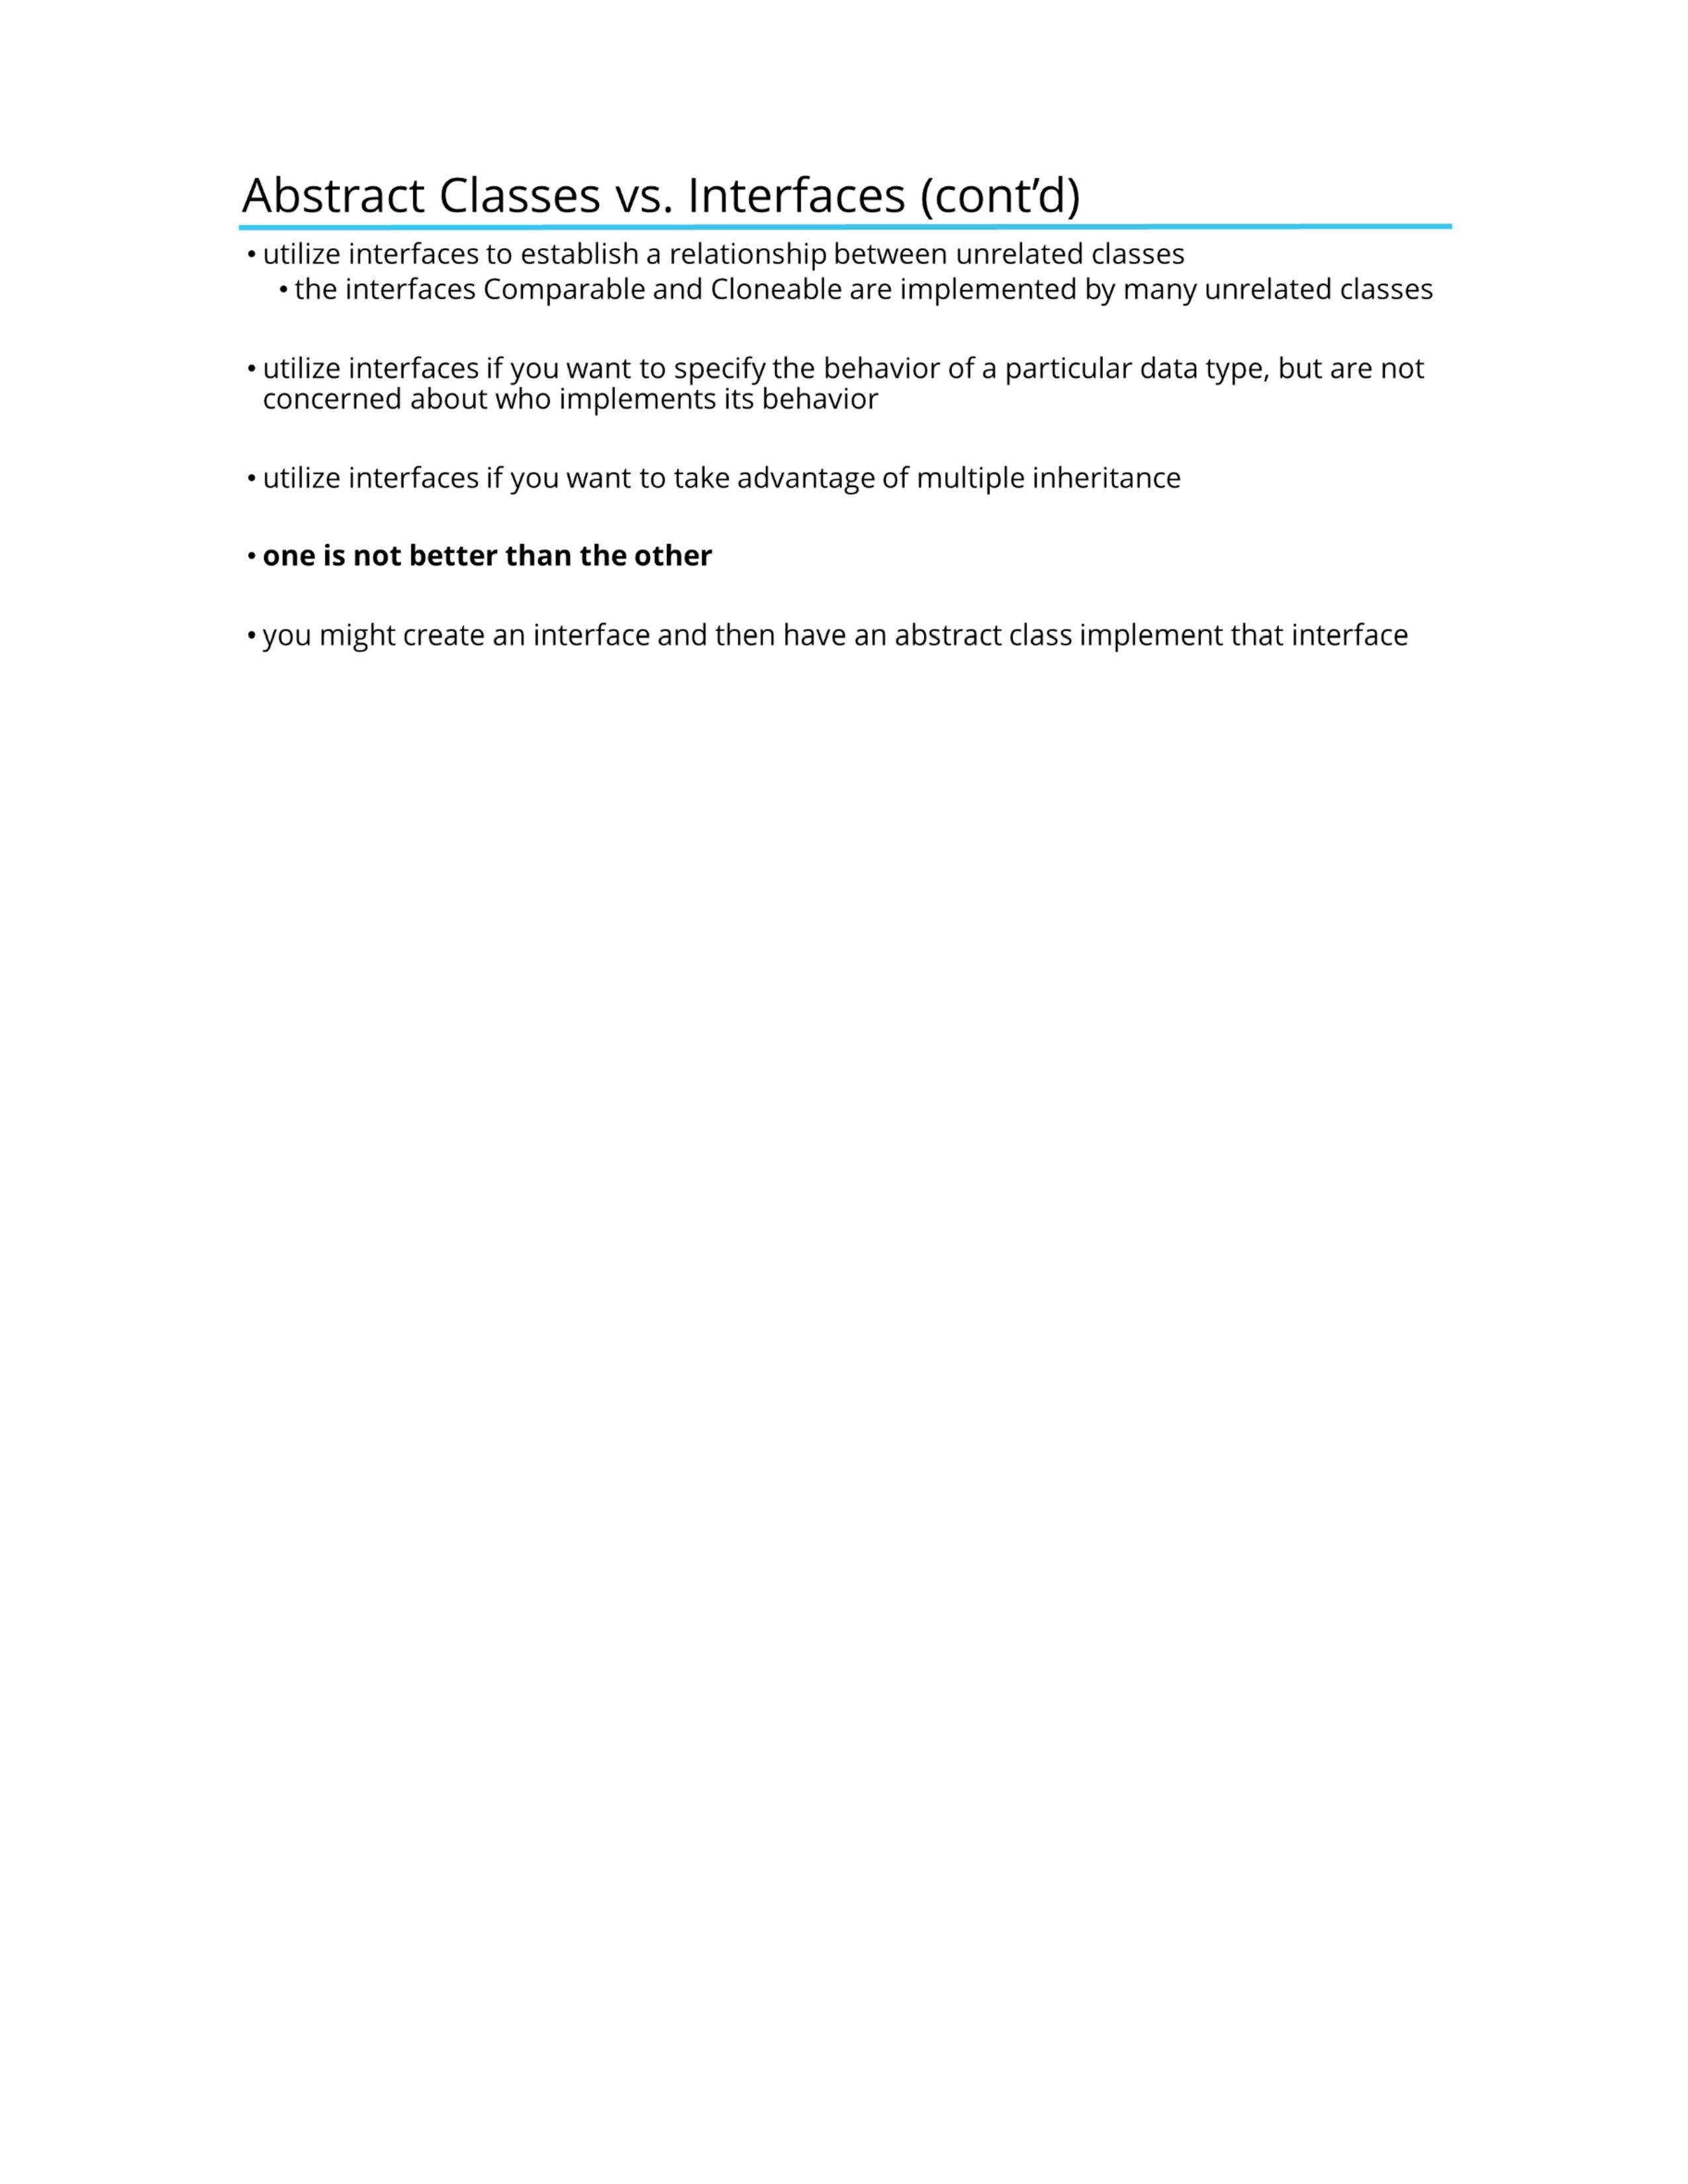 Abstract Classes vs. Interfaces (cont’d)
• utilize interfaces to establish a relationship between unrelated classes
• the interfaces Comparable and Cloneable are implemented by many unrelated classes
• utilize interfaces if you want to specify the behavior of a particular data type, but are not
concerned about who implements its behavior
• utilize interfaces if you want to take advantage of multiple inheritance
• one is not better than the other
• you might create an interface and then have an abstract class implement that interface